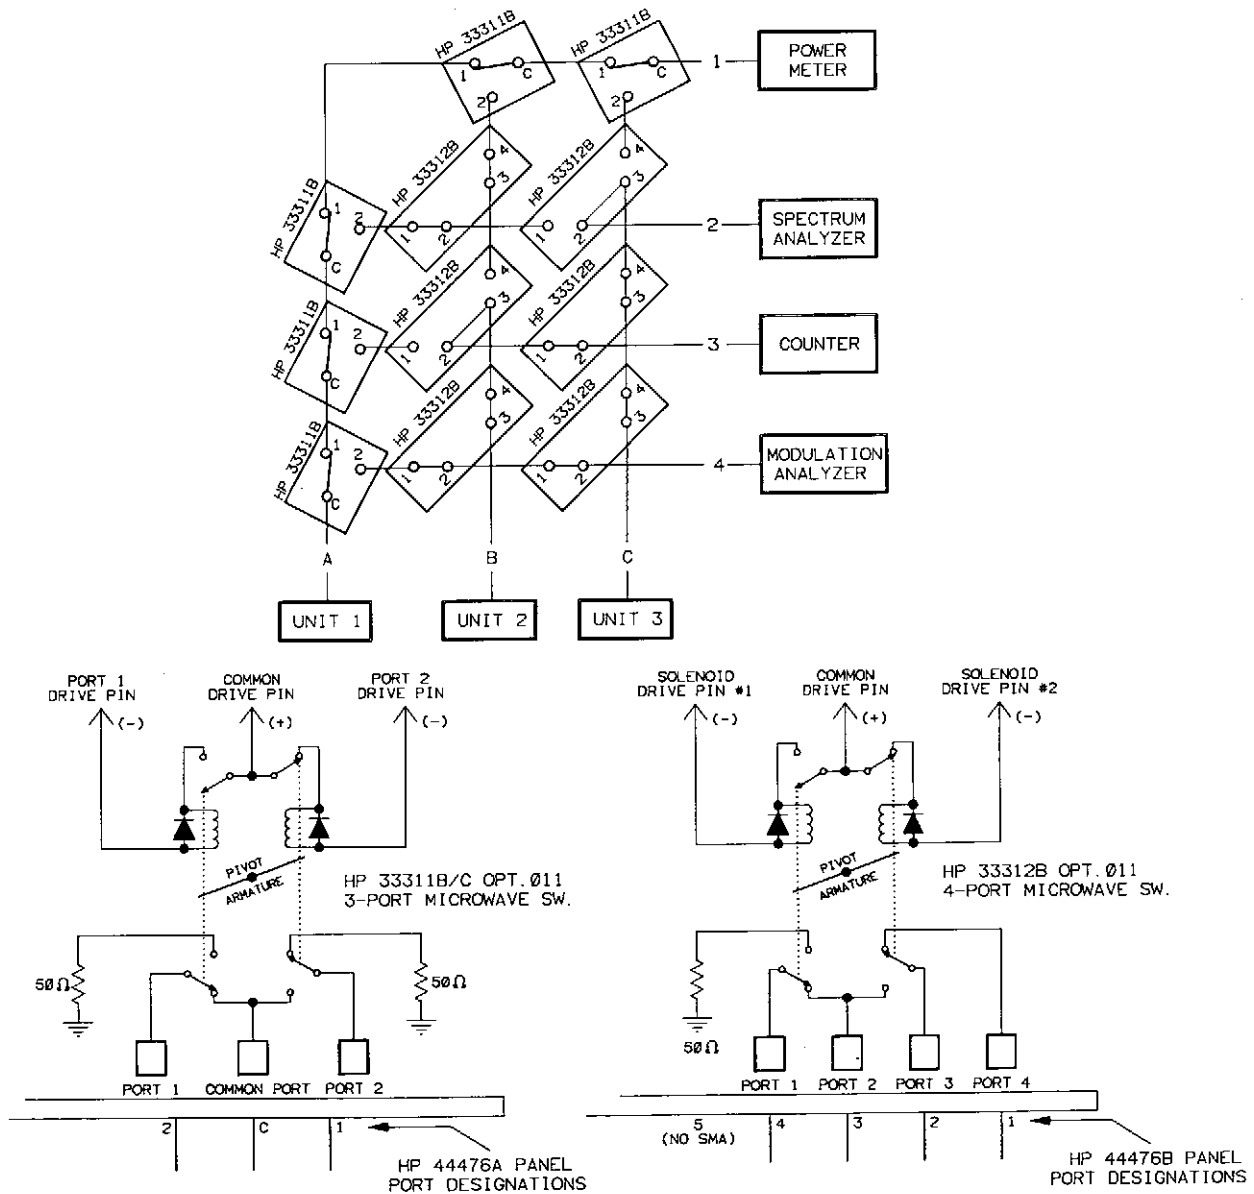 HP 33311B
HP 33311B
1
C
2
1
C
2
1
POWER
METER
HP 33312B
4
3
1
2
HP 33312B
4
3
1
2
HP 33311B
1
2
C
2
SPECTRUM
ANALYZER
HP 33311B
1
2
C
HP 33312B
4
3
1
2
HP 33312B
4
3
1
2
3
COUNTER
HP 33311B
1
2
C
HP 33312B
4
3
1
2
HP 33312B
4
3
1
2
4
MODULATION
ANALYZER
A
B
C
UNIT 1
UNIT 2
UNIT 3
PORT 1
DRIVE PIN
(-)
COMMON
DRIVE PIN
(+)
PORT 2
DRIVE PIN
(-)
PIVOT
ARMATURE
HP 33311B/C OPT.Ø11
3-PORT MICROWAVE SW.
50Ω
50Ω
PORT 1
COMMON PORT
PORT 2
2
C
1
HP 44476A PANEL
PORT DESIGNATIONS
SOLENOID
DRIVE PIN #1
(-)
COMMON
DRIVE PIN
(+)
SOLENOID
DRIVE PIN #2
(-)
PIVOT
ARMATURE
HP 33312B OPT.Ø11
4-PORT MICROWAVE SW.
50Ω
PORT 1
PORT 2
PORT 3
PORT 4
5
(NO SMA)
4
3
2
1
HP 44476B PANEL
PORT DESIGNATIONS